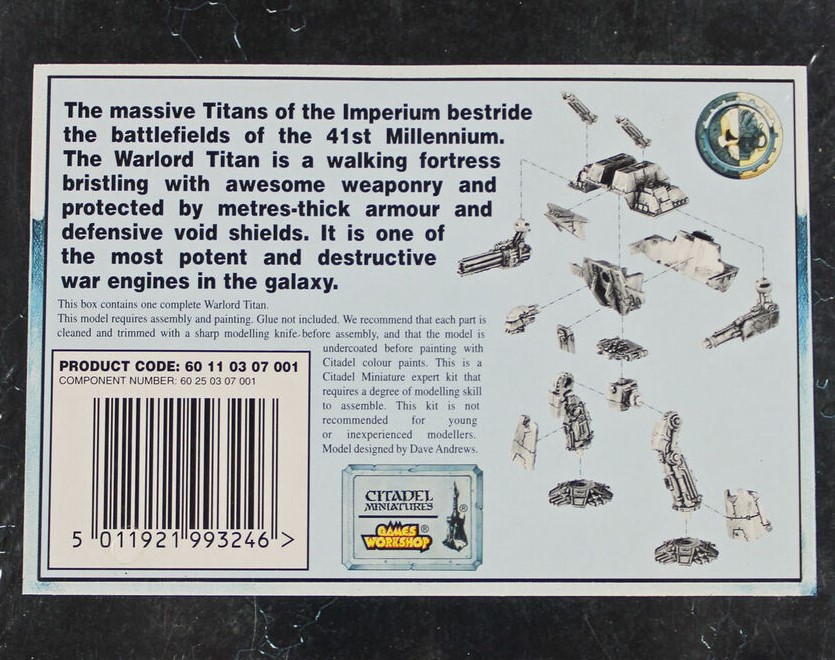 The massive Titans of the Imperium bestride
the battlefields of the 41st Millennium.
The Warlord Titan is a walking fortress
bristling with awesome weaponry and
protected by metres-thick armour and
defensive void shields. It is one of
the most potent and destructive
war engines in the galaxy.
This box contains one complete Warlord Titan.
This model requires assembly and painting. Glue not included. We recommend that each part is
cleaned and trimmed with a sharp modelling knife before assembly, and that the model is
undercoated before painting with
Citadel colour paints. This is a
Citadel Miniature expert kit that
requires a degree of modelling skill
to assemble. This kit is not
recommended for young
or inexperienced modellers.
Model designed by Dave Andrews.
PRODUCT CODE: 60 11 03 07 001
COMPONENT NUMBER: 60 25 03 07 001
5 011921 993246 >
CITADEL
MINIATURES®
GAMES®
WORKSHOP